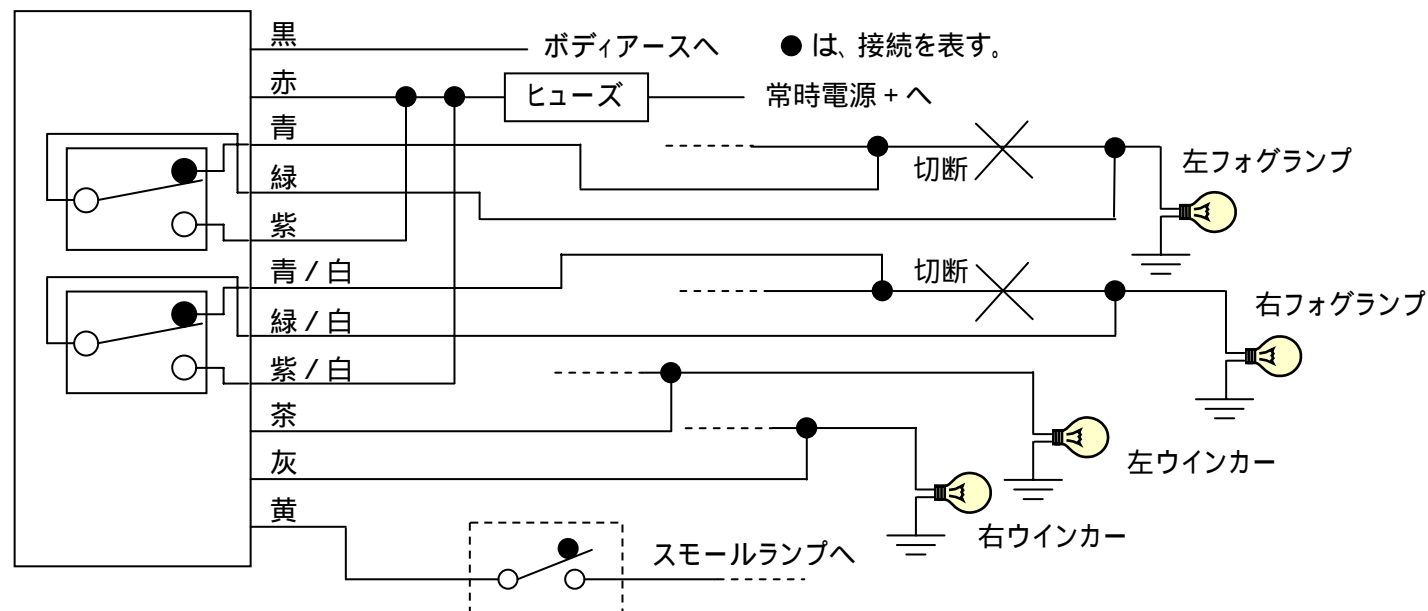 黒
ボディアースへ
●は、接続を表す。
赤
ヒューズ
常時電源+へ
青
切断
左フォグランプ
緑
紫
青/白
切断
右フォグランプ
緑/白
紫/白
茶
左ウインカー
灰
右ウインカー
黄
スモールランプへ